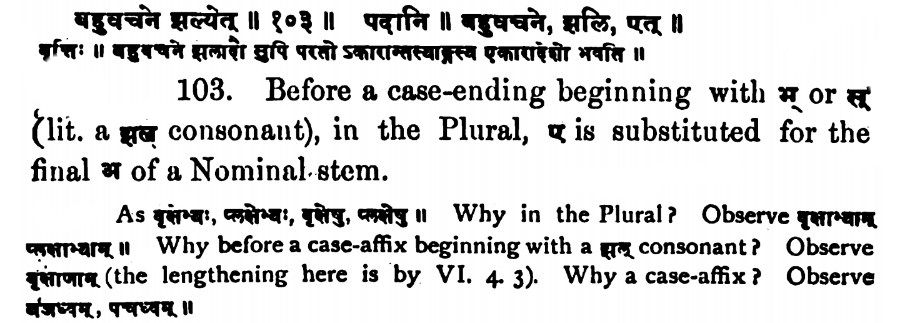 बहुवचने झल्येत् ॥ १०३ ॥ पदानि ॥ बहुवचने, झलि, एत् ॥
वृत्तिः ॥ बहुवचने झलादौ सुपि परतो ऽकारान्तस्याङ्गस्य एकारादेशो भवति ॥
103. Before a case-ending beginning with भ् or स्
(lit. a झल् consonant), in the Plural, ए is substituted for the
final अ of a Nominal stem.
As वृक्षेभ्यः, प्लक्षेभ्यः, वृक्षेषु, प्लक्षेषु ॥ Why in the Plural? Observe वृक्षाभ्याम्
प्लक्षाभ्याम् ॥ Why before a case-affix beginning with a झल् consonant? Observe
वृक्षाणाम् (the lengthening here is by VI. 4. 3). Why a case-affix? Observe
यजध्वम्, पचध्वम् ॥